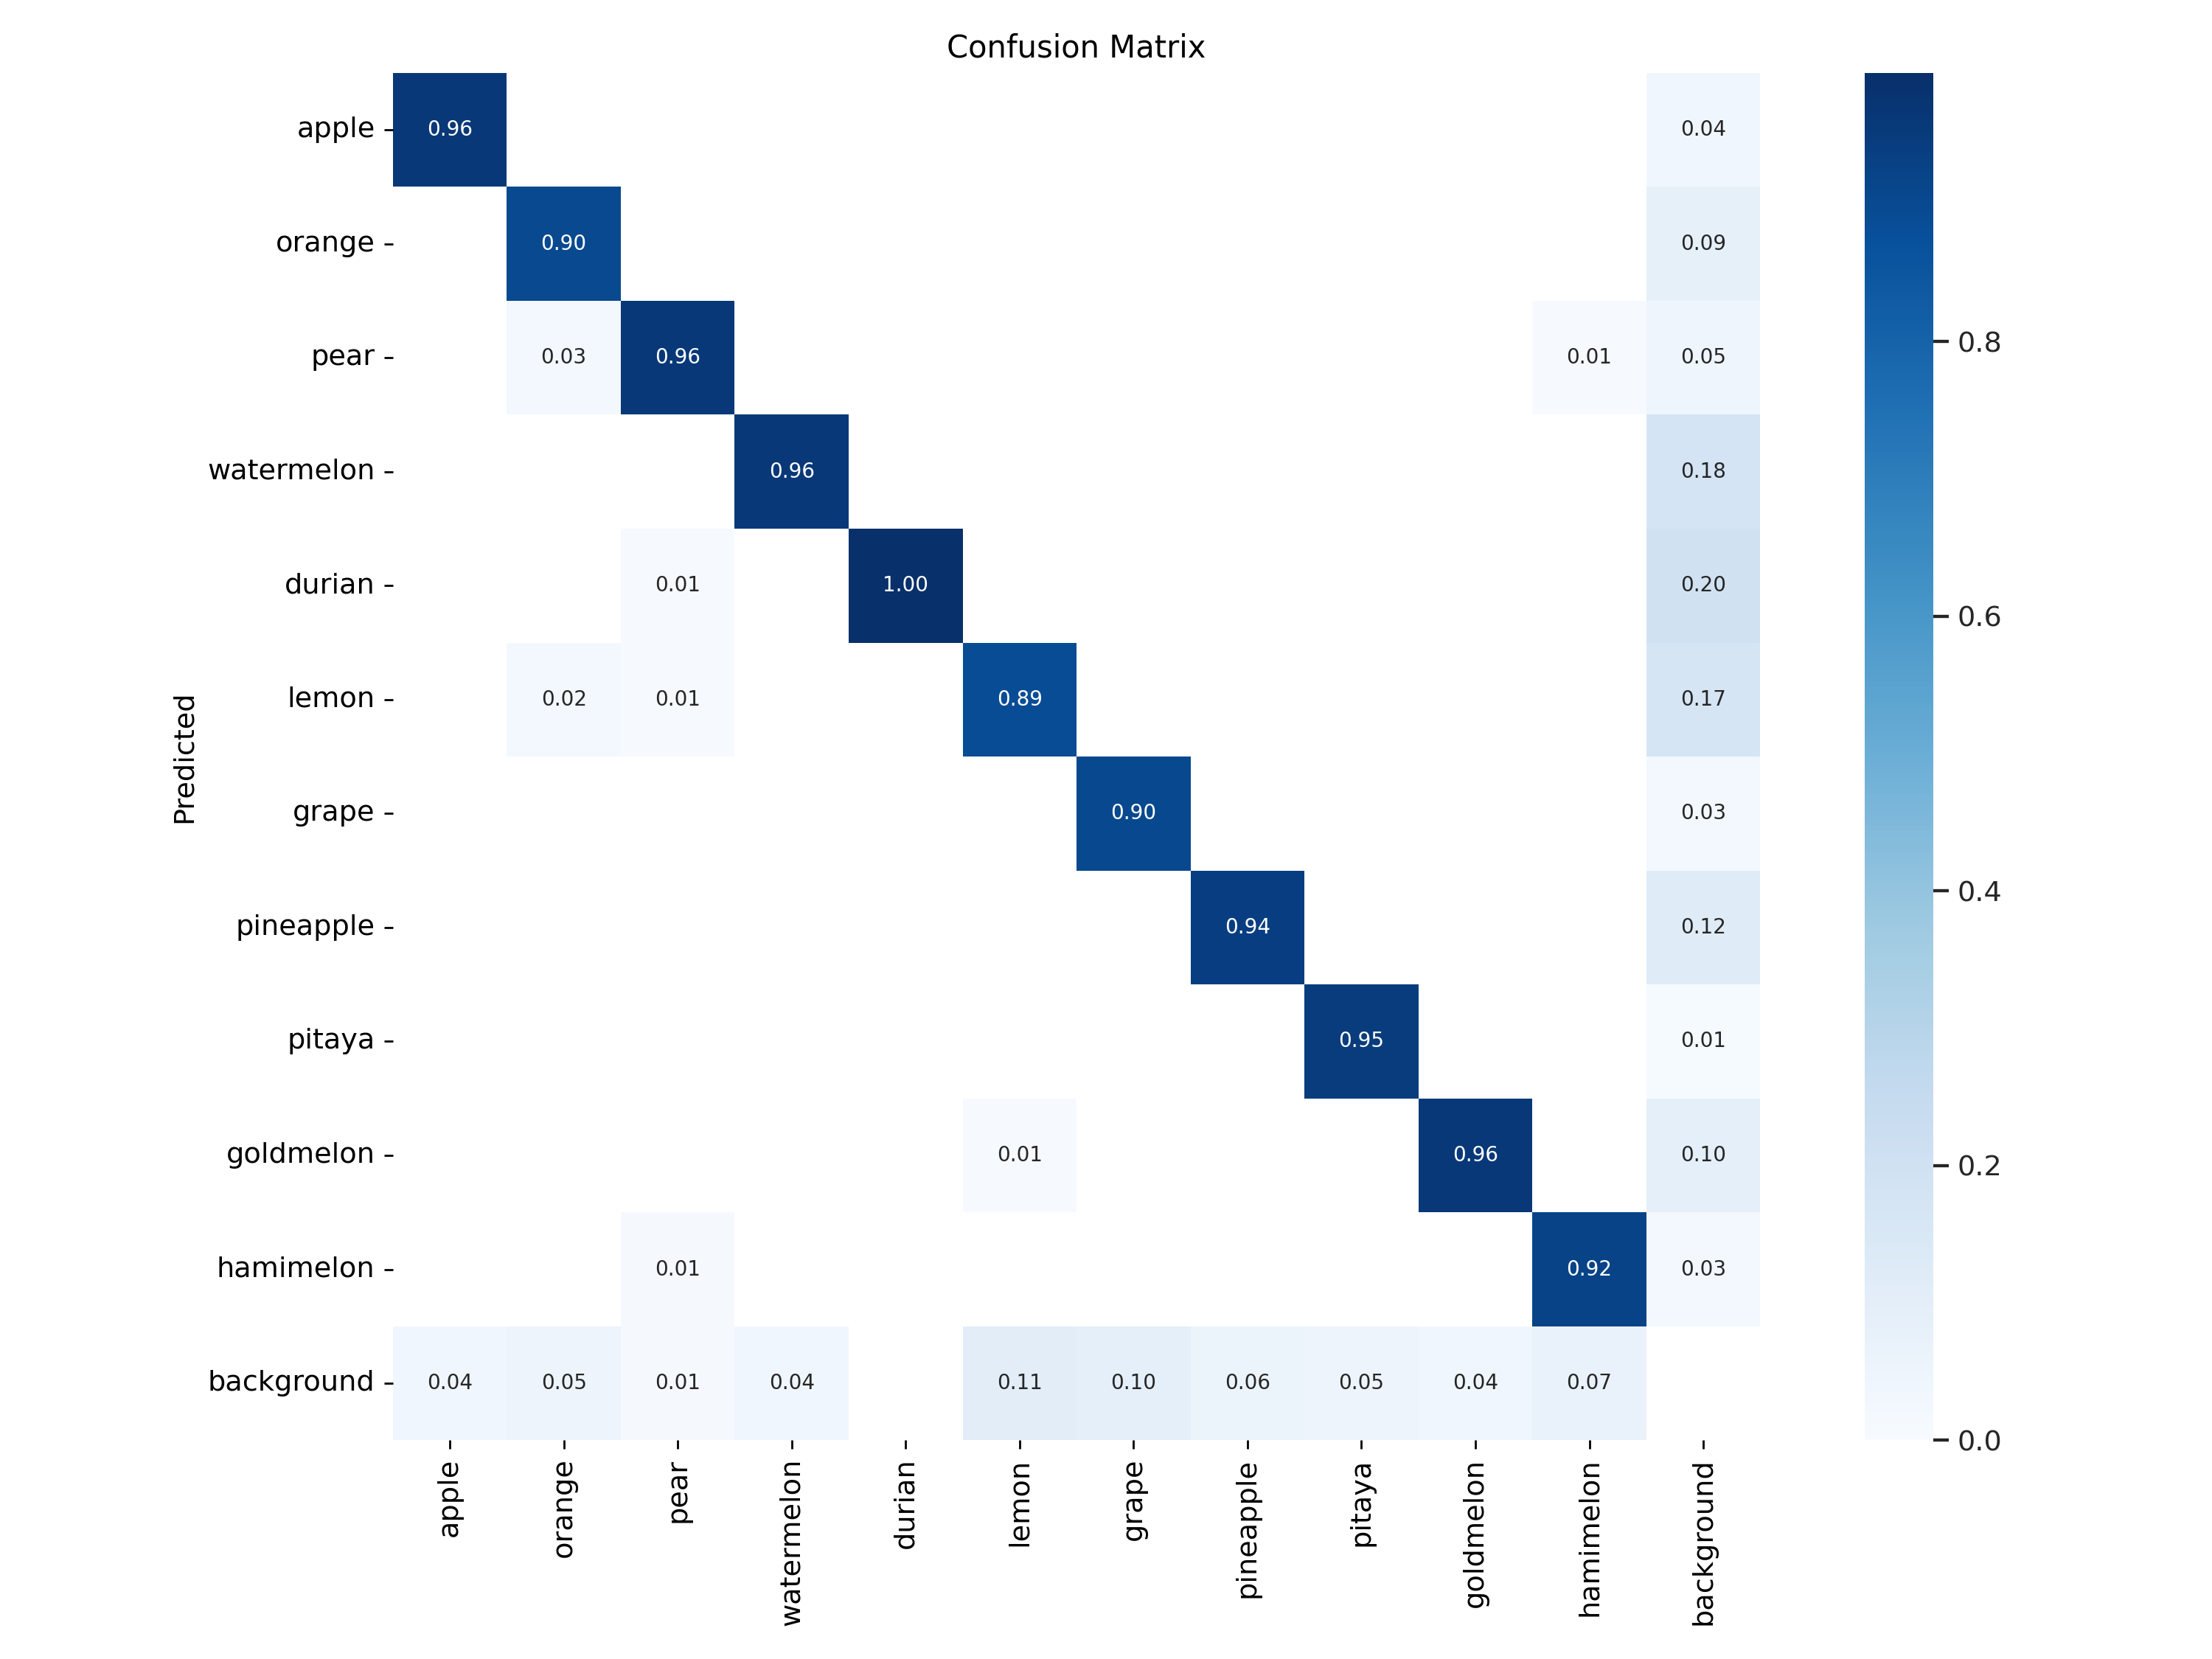 Confusion Matrix
apple 0.96 0.04
orange 0.90 0.09
pear 0.03 0.96 0.01 0.05
watermelon 0.96 0.18
durian 0.01 1.00 0.20
lemon 0.02 0.01 0.89 0.17
grape 0.90 0.03
pineapple 0.94 0.12
pitaya 0.95 0.01
goldmelon 0.01 0.96 0.10
hamimelon 0.01 0.92 0.03
background 0.04 0.05 0.01 0.04 0.11 0.10 0.06 0.05 0.04 0.07
Predicted
apple orange pear watermelon durian lemon grape pineapple pitaya goldmelon hamimelon background
0.8
0.6
0.4
0.2
0.0